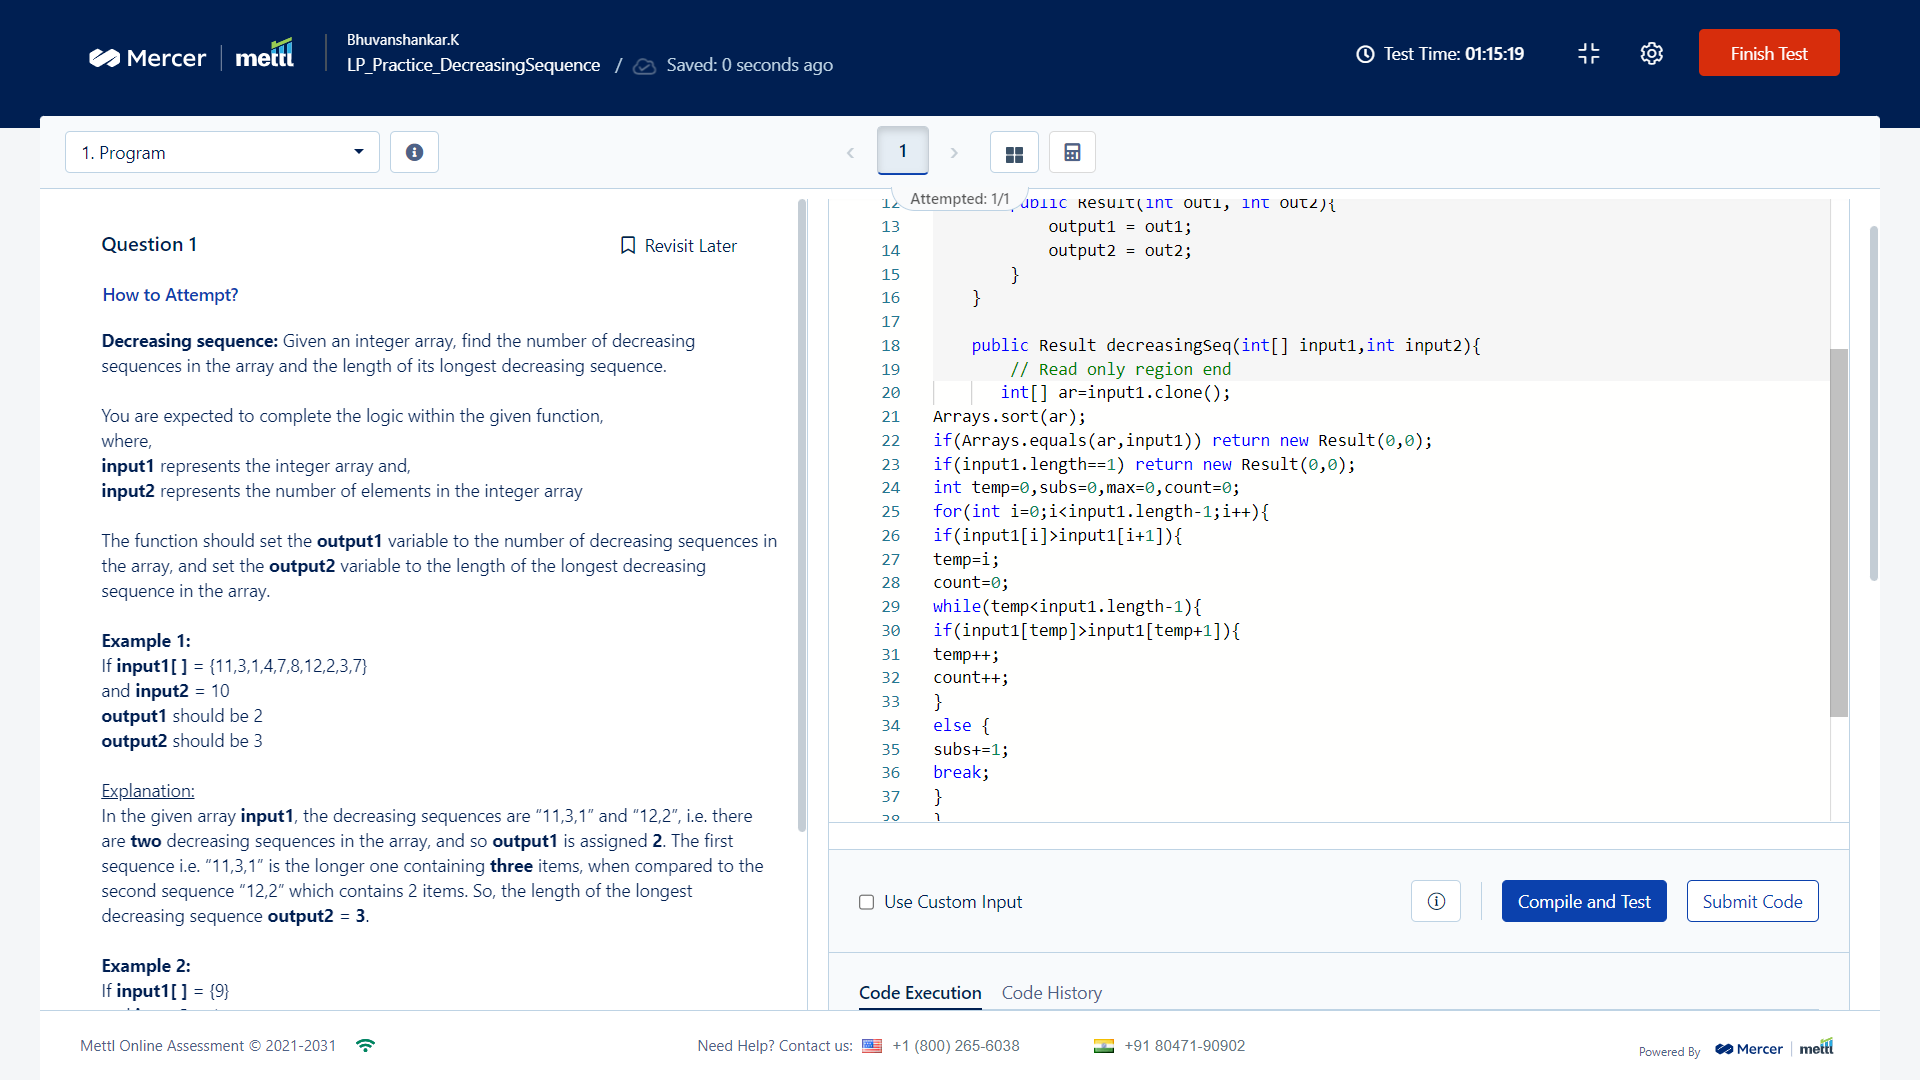 Mercer
mettl
Bhuvanshankar.K
LP_Practice_DecreasingSequence / Saved: 0 seconds ago
Test Time: 01:15:19
Finish Test
1. Program
1
Attempted: 1/1
Question 1
Revisit Later
How to Attempt?
Decreasing sequence: Given an integer array, find the number of decreasing
sequences in the array and the length of its longest decreasing sequence.
You are expected to complete the logic within the given function,
where,
input1 represents the integer array and,
input2 represents the number of elements in the integer array
The function should set the output1 variable to the number of decreasing sequences in
the array, and set the output2 variable to the length of the longest decreasing
sequence in the array.
Example 1:
If input1[ ] = {11,3,1,4,7,8,12,2,3,7}
and input2 = 10
output1 should be 2
output2 should be 3
Explanation:
In the given array input1, the decreasing sequences are “11,3,1” and “12,2”, i.e. there
are two decreasing sequences in the array, and so output1 is assigned 2. The first
sequence i.e. “11,3,1” is the longer one containing three items, when compared to the
second sequence “12,2” which contains 2 items. So, the length of the longest
decreasing sequence output2 = 3.
Example 2:
If input1[ ] = {9}
12 public Result(int out1, int out2){
13 output1 = out1;
14 output2 = out2;
15 }
16 }
17
18 public Result decreasingSeq(int[] input1,int input2){
19 // Read only region end
20 int[] ar=input1.clone();
21 Arrays.sort(ar);
22 if(Arrays.equals(ar,input1)) return new Result(0,0);
23 if(input1.length==1) return new Result(0,0);
24 int temp=0,subs=0,max=0,count=0;
25 for(int i=0;i<input1.length-1;i++){
26 if(input1[i]>input1[i+1]){
27 temp=i;
28 count=0;
29 while(temp<input1.length-1){
30 if(input1[temp]>input1[temp+1]){
31 temp++;
32 count++;
33 }
34 else {
35 subs+=1;
36 break;
37 }
38 }
Use Custom Input
Compile and Test
Submit Code
Code Execution
Code History
Mettl Online Assessment © 2021-2031
Need Help? Contact us: +1 (800) 265-6038
+91 80471-90902
Powered By
Mercer
mettl